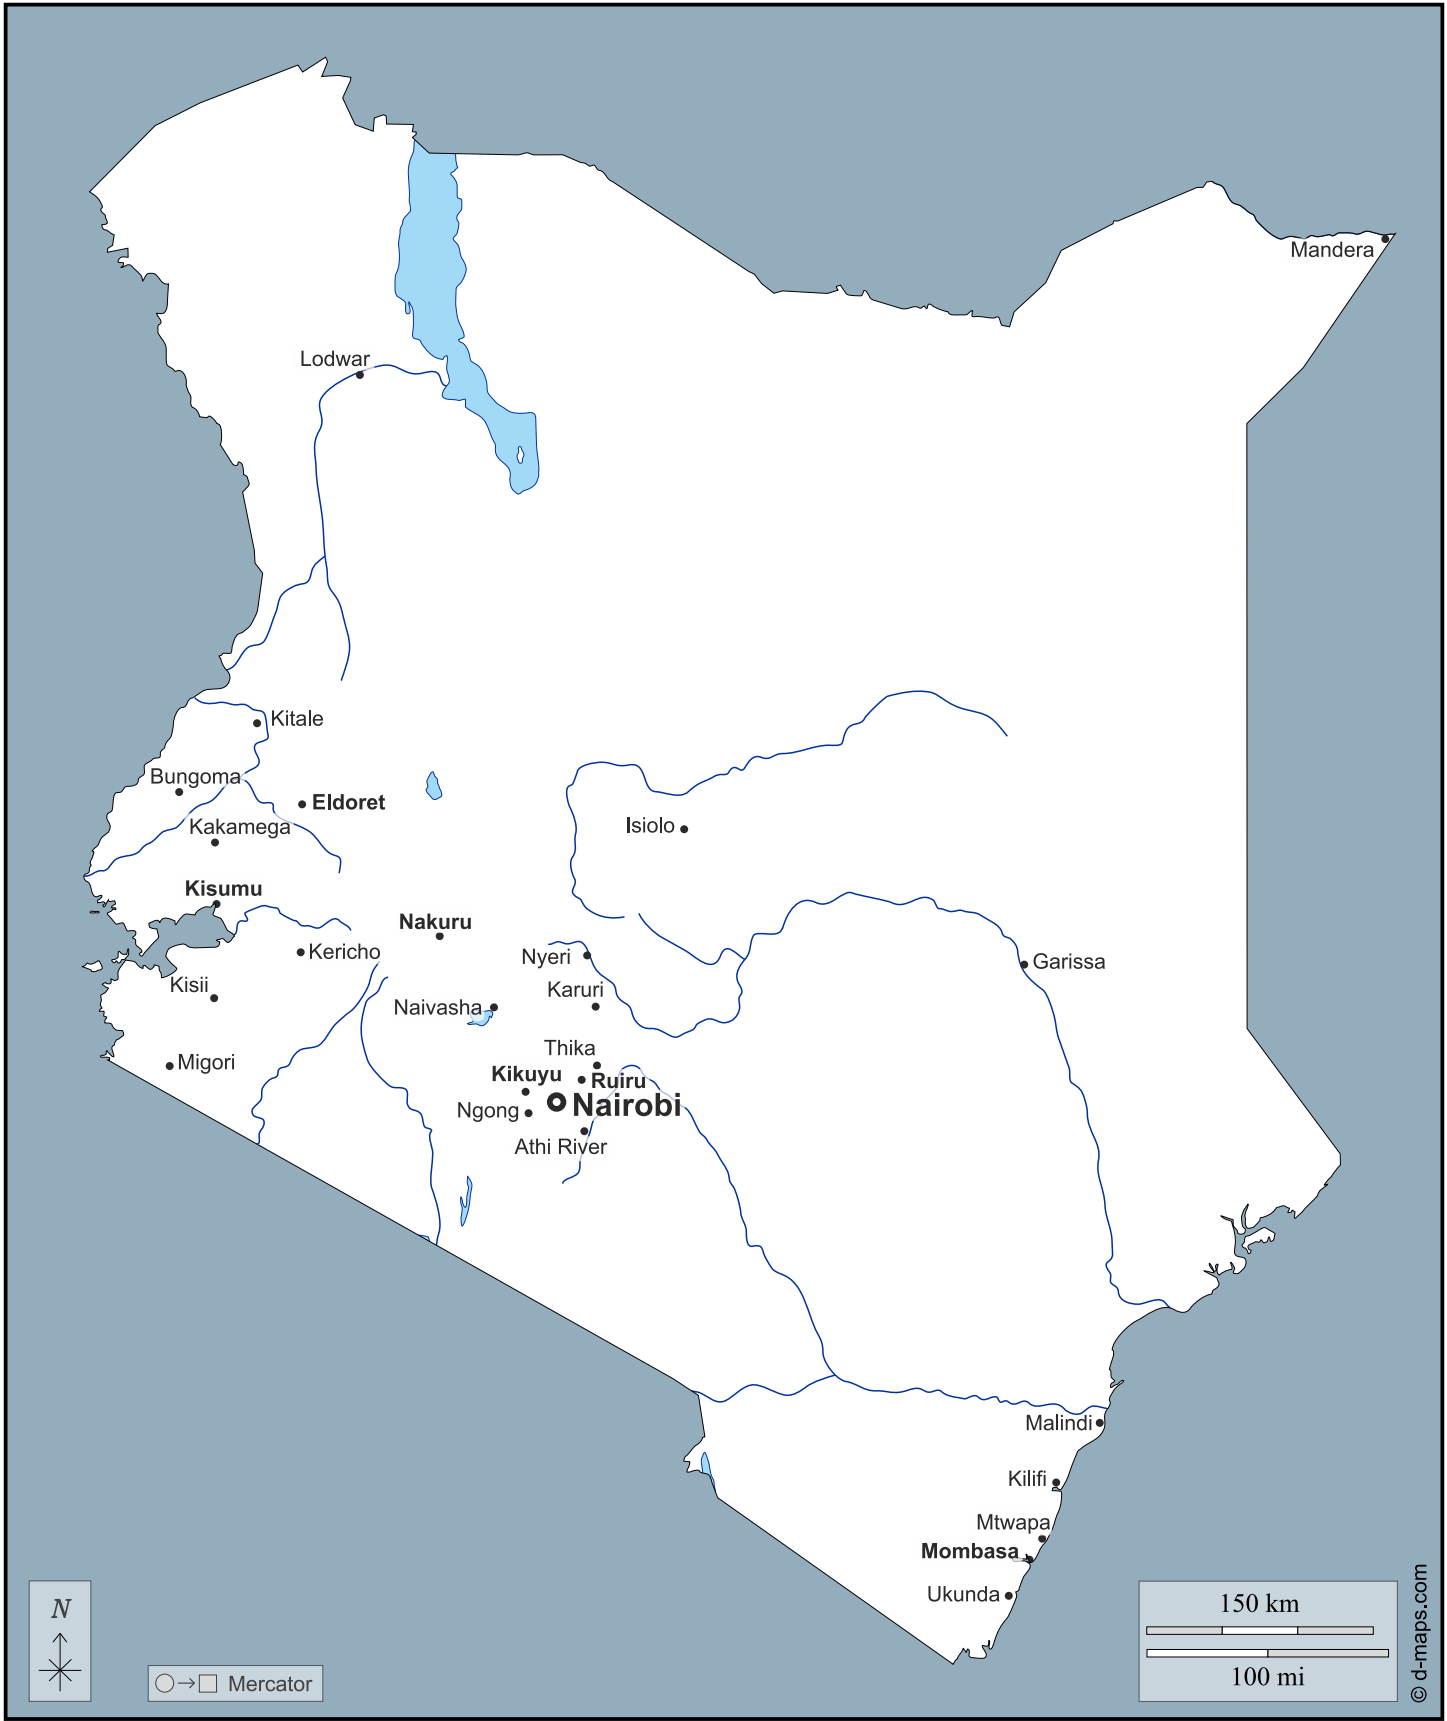 Mandera
Lodwar
Kitale
Bungoma
Eldoret
Isiolo
Kakamega
Kisumu
Nakuru
Kericho
Nyeri
Garissa
Kisii
Karuri
Naivasha
Thika
Migori
Kikuyu
Ruiru
Nairobi
Ngong
Athi River
Malindi
Kilifi
Mtwapa
Mombasa
Ukunda
N
Mercator
150 km
100 mi
© d-maps.com